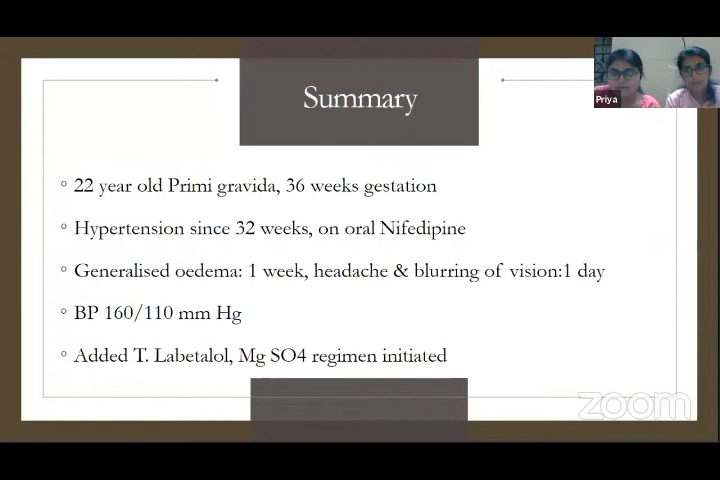 Summary
Priya
° 22 year old Primi gravida, 36 weeks gestation
° Hypertension since 32 weeks, on oral Nifedipine
° Generalised oedema: 1 week, headache & blurring of vision:1 day
° BP 160/110 mm Hg
° Added T. Labetalol, Mg SO4 regimen initiated
zoom